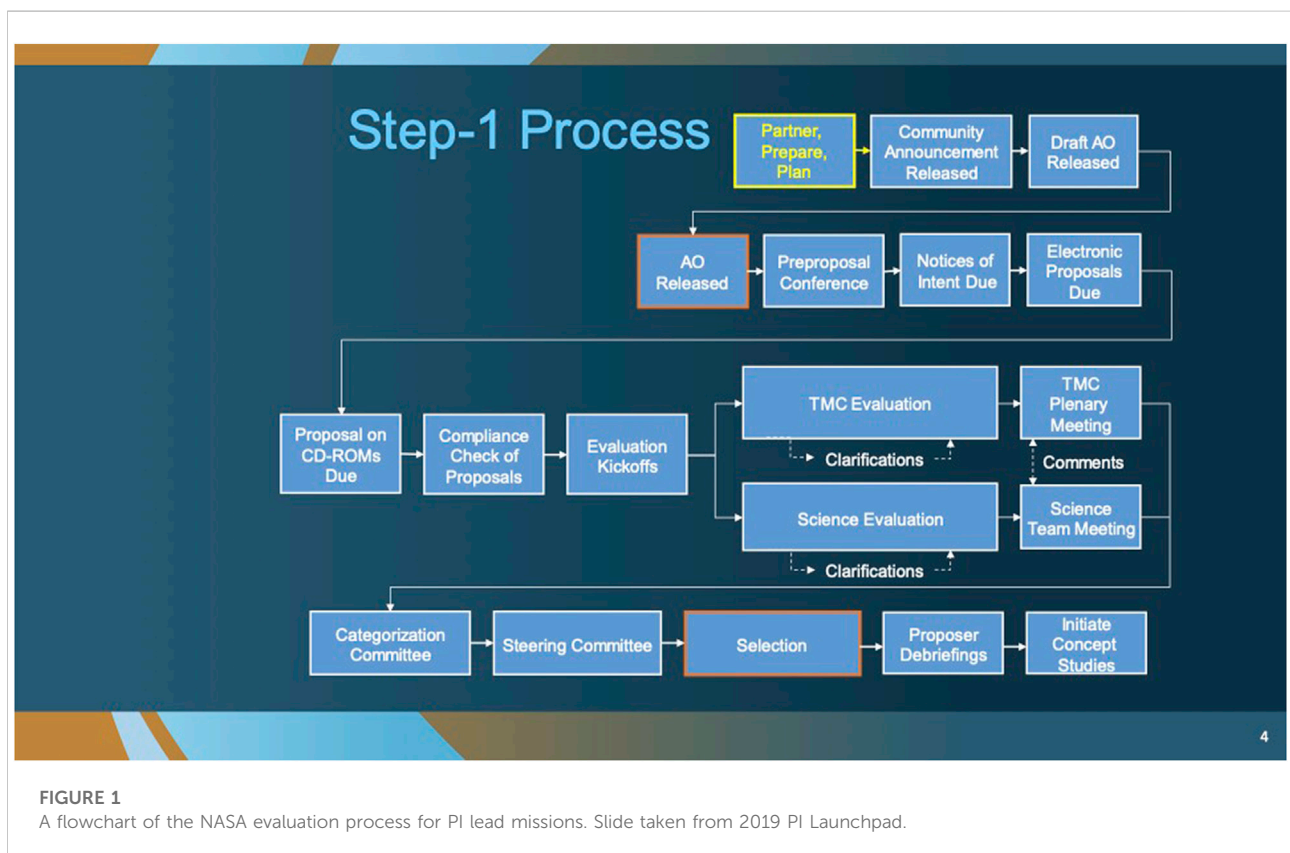 Step-1 Process
Partner,
Prepare,
Plan
Community
Announcement
Released
Draft AO
Released
AO
Released
Preproposal
Conference
Notices of
Intent Due
Electronic
Proposals
Due
Proposal on
CD-ROMs
Due
Compliance
Check of
Proposals
Evaluation
Kickoffs
TMC Evaluation
Clarifications
TMC
Plenary
Meeting
Comments
Science Evaluation
Clarifications
Science
Team Meeting
Categorization
Committee
Steering Committee
Selection
Proposer
Debriefings
Initiate
Concept
Studies
4
FIGURE 1
A flowchart of the NASA evaluation process for PI lead missions. Slide taken from 2019 PI Launchpad.